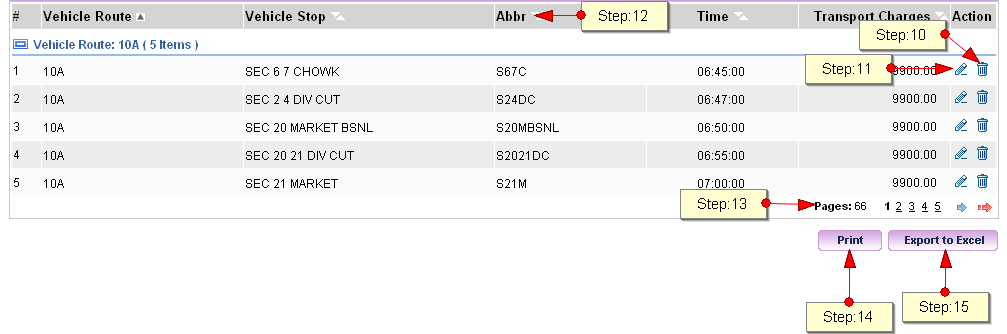 # Vehicle Route Vehicle Stop Abbr Step:12 Time Transport Charges Action
Step:10
Vehicle Route: 10A ( 5 Items )
1 10A SEC 6 7 CHOWK S67C 06:45:00 Step:11 9900.00
2 10A SEC 2 4 DIV CUT S24DC 06:47:00 9900.00
3 10A SEC 20 MARKET BSNL S20MBSNL 06:50:00 9900.00
4 10A SEC 20 21 DIV CUT S2021DC 06:55:00 9900.00
5 10A SEC 21 MARKET S21M 07:00:00 9900.00
Step:13 Pages: 66 1 2 3 4 5
Print Export to Excel
Step:14 Step:15